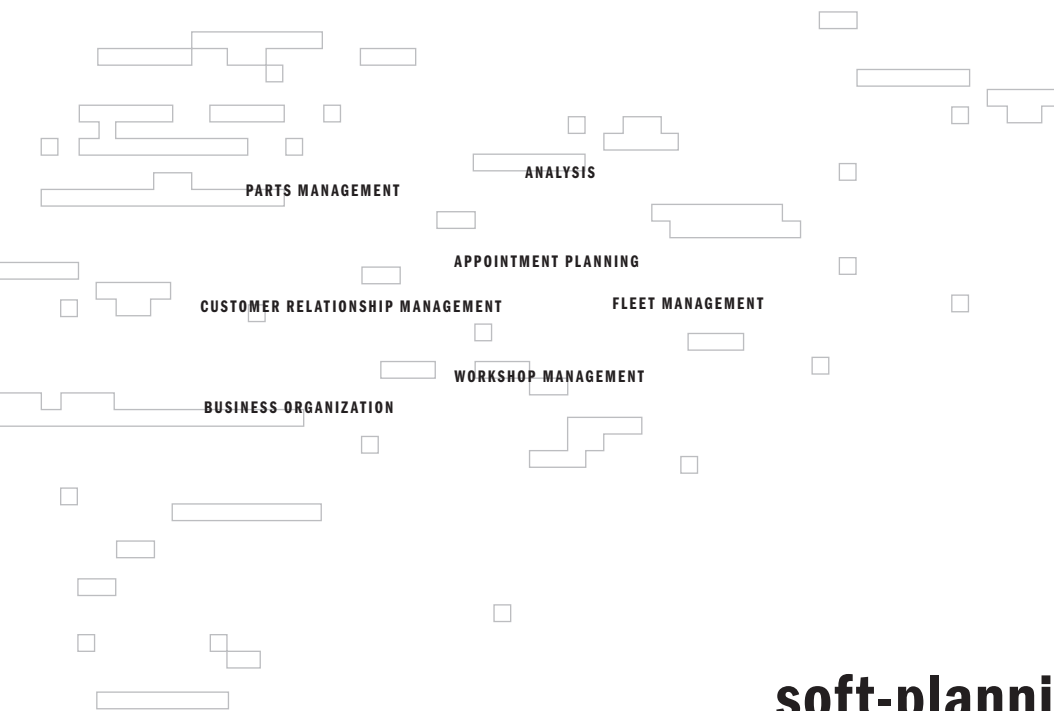 ANALYSIS
PARTS MANAGEMENT
APPOINTMENT PLANNING
CUSTOMER RELATIONSHIP MANAGEMENT
FLEET MANAGEMENT
WORKSHOP MANAGEMENT
BUSINESS ORGANIZATION
soft-planni